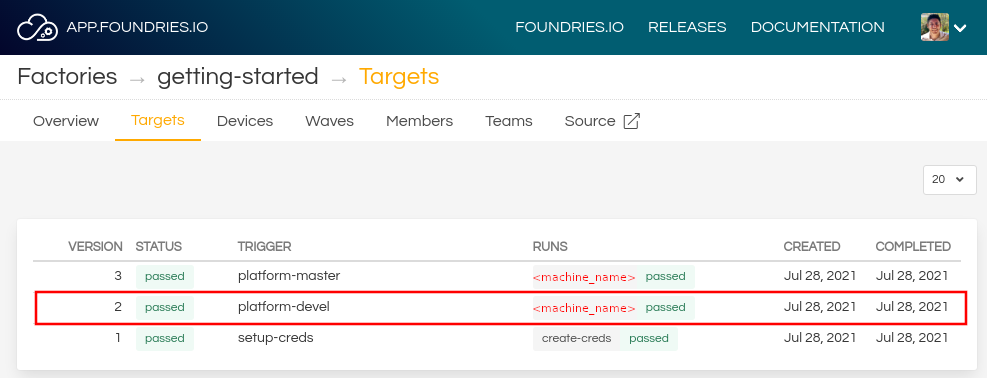 APP.FOUNDRIES.IO FOUNDRIES.IO RELEASES DOCUMENTATION
Factories → getting-started → Targets
Overview Targets Devices Waves Members Teams Source
20
VERSION STATUS TRIGGER RUNS CREATED COMPLETED
3 passed platform-master <machine_name> passed Jul 28, 2021 Jul 28, 2021
2 passed platform-devel <machine_name> passed Jul 28, 2021 Jul 28, 2021
1 passed setup-creds create-creds passed Jul 28, 2021 Jul 28, 2021